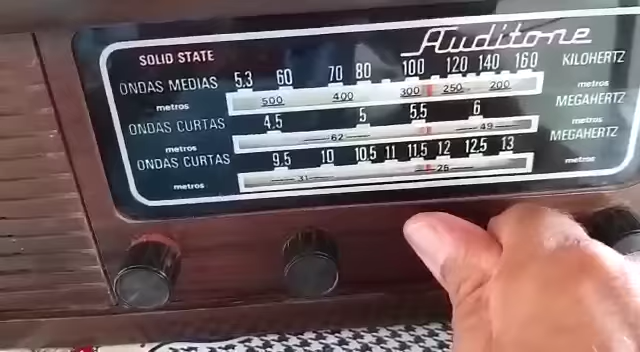 Auditone
SOLID STATE
ONDAS MEDIAS 5.3 60 70 80 100 120 140 160 KILOHERTZ
metros 500 400 300 250 200 metros
ONDAS CURTAS 4.5 5 5.5 6 MEGAHERTZ
metros 62 49 metros
ONDAS CURTAS 9.5 10 10.5 11 11.5 12 12.5 13 MEGAHERTZ
metros 31 25 metros